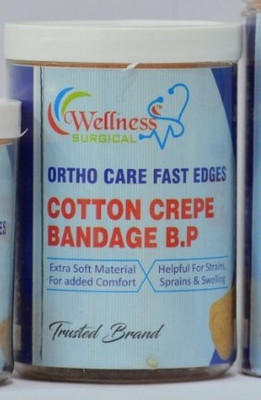 Wellness
SURGICAL
ORTHO CARE FAST EDGES
COTTON CREPE
BANDAGE B.P
Extra Soft Material
For added Comfort
Helpful For Strains,
Sprains & Swelling
Trusted Brand
ES